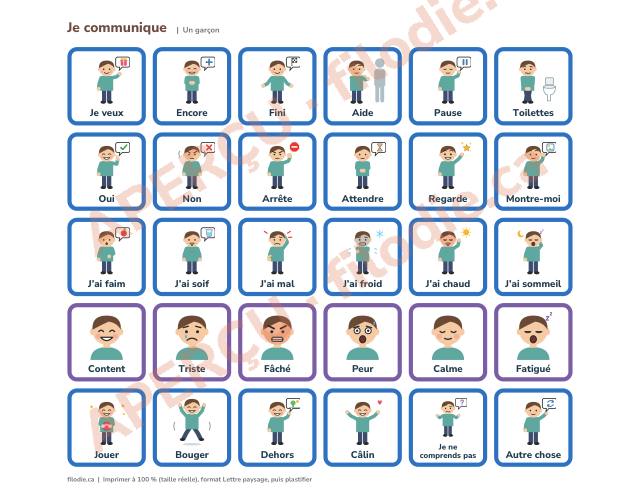 Je communique | Un garçon
Je veux
Encore
Fini
Aide
Pause
Toilettes
Oui
Non
Arrête
Attendre
Regarde
Montre-moi
J'ai faim
J'ai soif
J'ai mal
J'ai froid
J'ai chaud
J'ai sommeil
Content
Triste
Fâché
Peur
Calme
Fatigué
Jouer
Bouger
Dehors
Câlin
Je ne
comprends pas
Autre chose
filodie.ca | Imprimer à 100 % (taille réelle), format Lettre paysage, puis plastifier
APERÇU · filodie.ca
APERÇU · filodie.ca